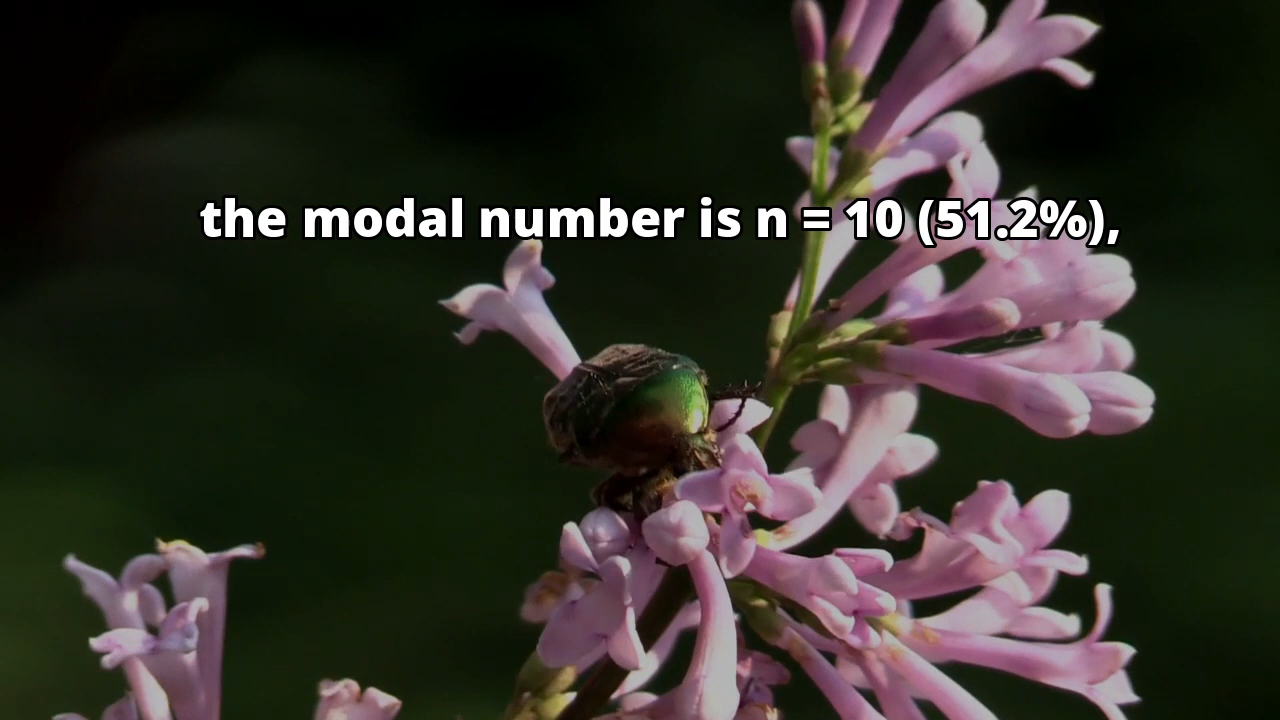 the modal number is n = 10 (51.2%),